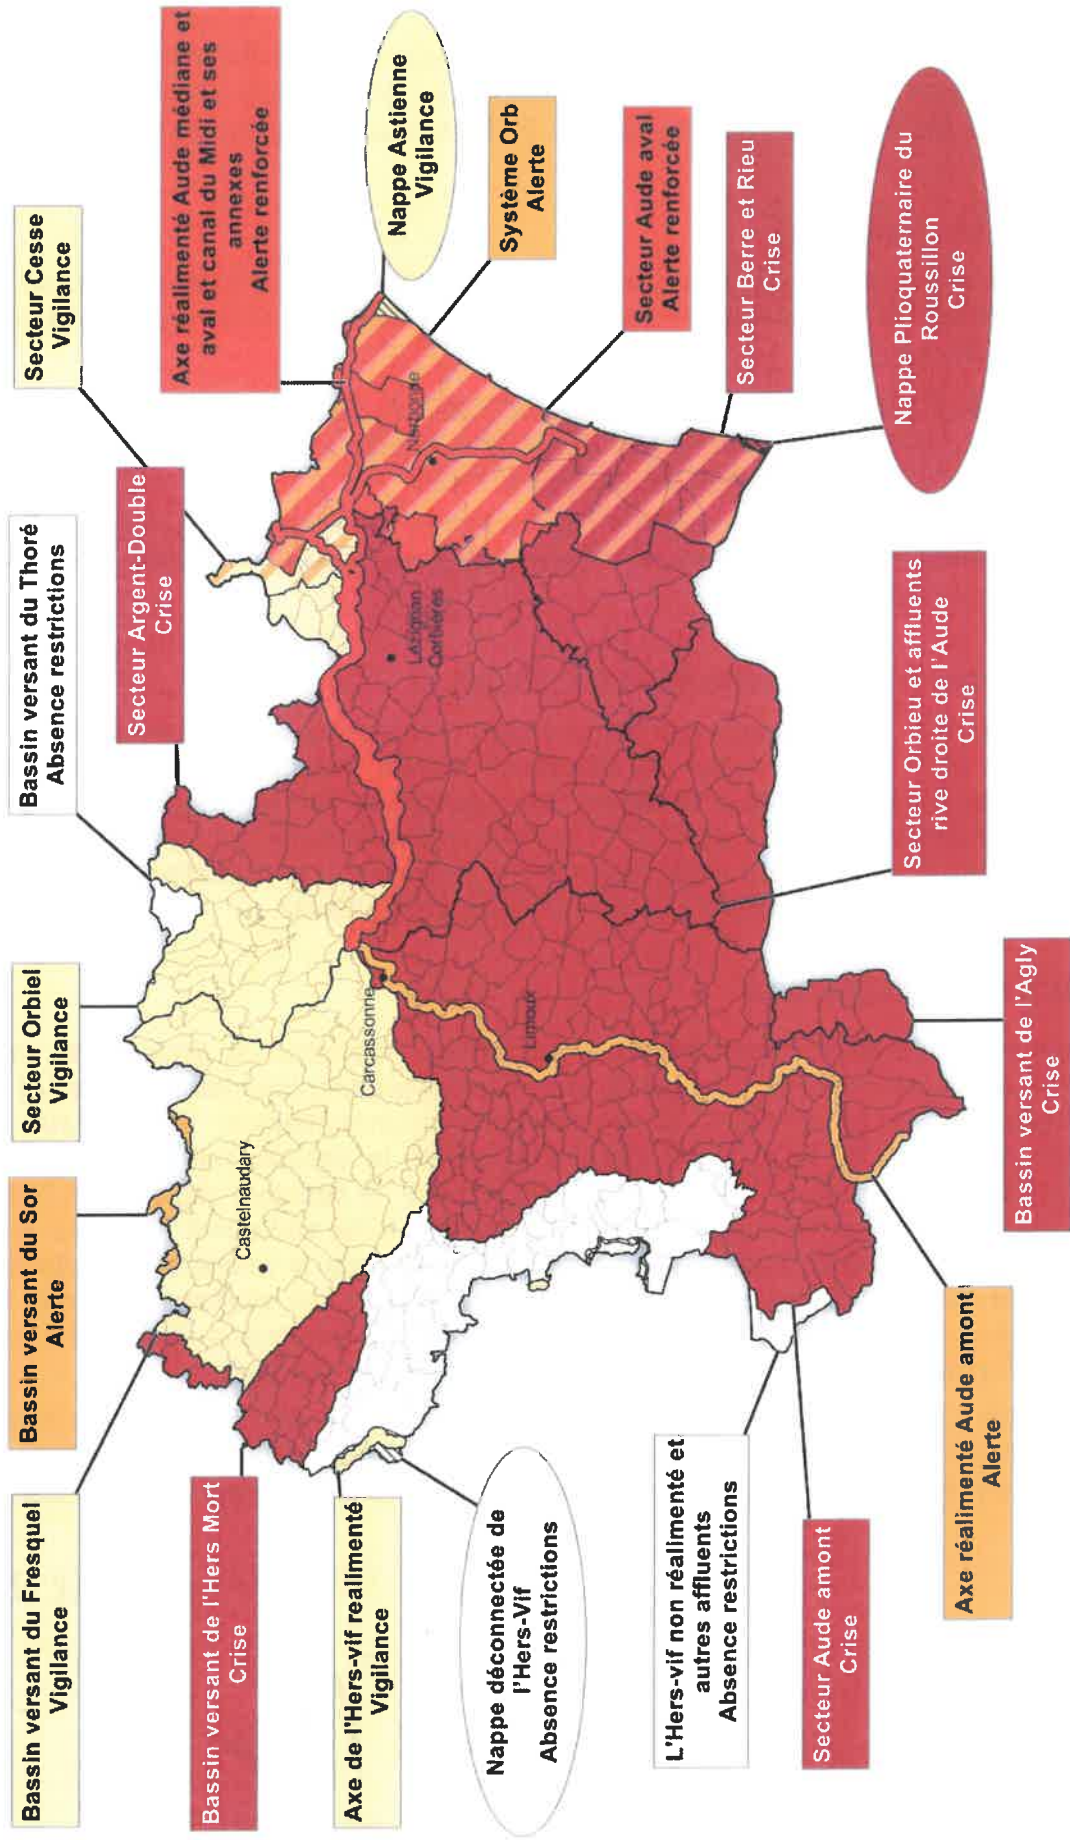 Bassin versant du Fresquel
Vigilance
Bassin versant du Sor
Alerte
Secteur Orbiel
Vigilance
Bassin versant du Thoré
Absence restrictions
Secteur Cesse
Vigilance
Secteur Argent-Double
Crise
Axe réalimenté Aude médiane et
aval et canal du Midi et ses
annexes
Alerte renforcée
Bassin versant de l'Hers Mort
Crise
Axe de l'Hers-vif realimenté
Vigilance
Nappe Astienne
Vigilance
Castelnaudary
Carcassonne
Narbonne
Lézignan
Corbières
Limoux
Système Orb
Alerte
Nappe déconnectée de
l'Hers-Vif
Absence restrictions
Secteur Aude aval
Alerte renforcée
L'Hers-vif non réalimenté et
autres affluents
Absence restrictions
Secteur Berre et Rieu
Crise
Secteur Aude amont
Crise
Nappe Plioquaternaire du
Roussillon
Crise
Secteur Orbieu et affluents
rive droite de l'Aude
Crise
Axe réalimenté Aude amont
Alerte
Bassin versant de l'Agly
Crise